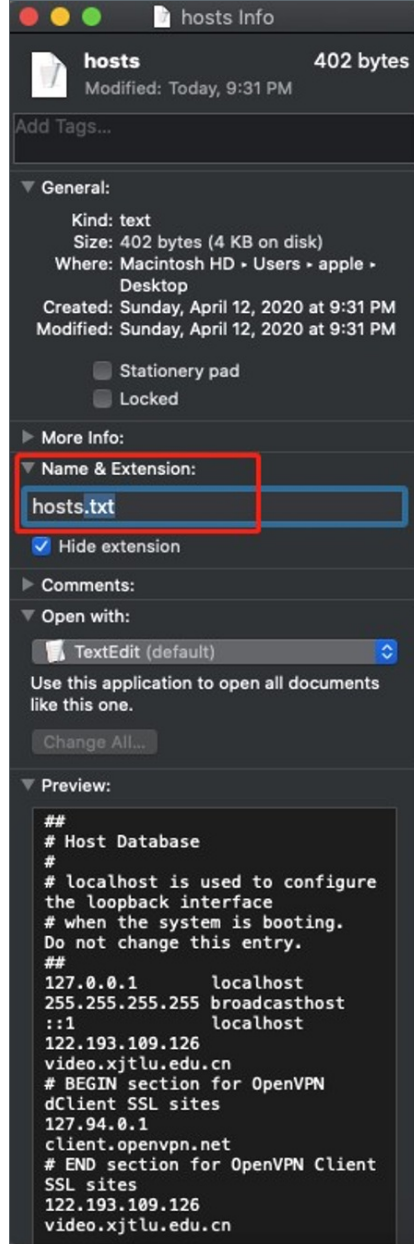 hosts Info
hosts 402 bytes
Modified: Today, 9:31 PM
Add Tags...
General:
Kind: text
Size: 402 bytes (4 KB on disk)
Where: Macintosh HD ▸ Users ▸ apple ▸
Desktop
Created: Sunday, April 12, 2020 at 9:31 PM
Modified: Sunday, April 12, 2020 at 9:31 PM
Stationery pad
Locked
More Info:
Name & Extension:
hosts.txt
Hide extension
Comments:
Open with:
TextEdit (default)
Use this application to open all documents
like this one.
Change All...
Preview:
##
# Host Database
#
# localhost is used to configure
the loopback interface
# when the system is booting.
Do not change this entry.
##
127.0.0.1 localhost
255.255.255.255 broadcasthost
::1 localhost
122.193.109.126
video.xjtlu.edu.cn
# BEGIN section for OpenVPN
dClient SSL sites
127.94.0.1
client.openvpn.net
# END section for OpenVPN Client
SSL sites
122.193.109.126
video.xjtlu.edu.cn